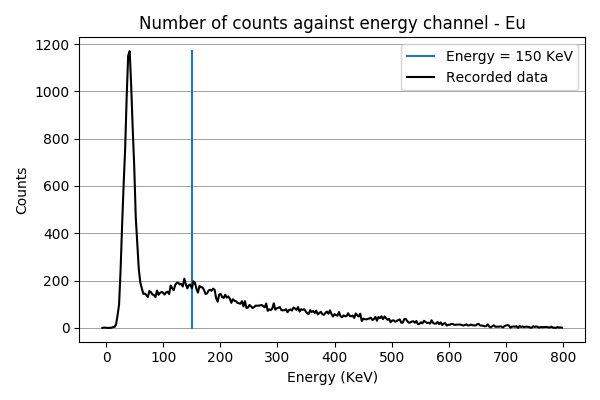 Number of counts against energy channel - Eu
Energy = 150 KeV
Recorded data
Counts
1200
1000
800
600
400
200
0
0 100 200 300 400 500 600 700 800
Energy (KeV)